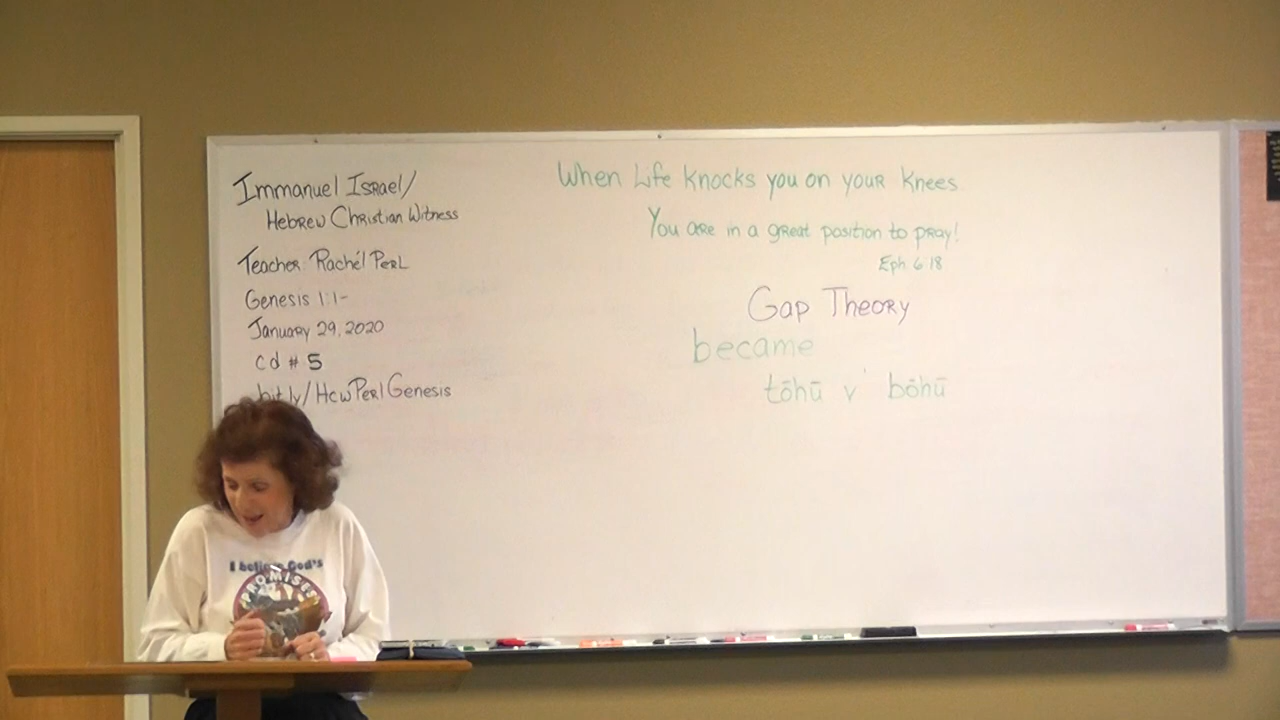 Immanuel Israel/
Hebrew Christian Witness
Teacher: Rachél Perl
Genesis 1:1-
January 29, 2020
cd # 5
bit.ly/HcwPerlGenesis
When Life Knocks you on your Knees
You are in a great position to pray!
Eph. 6:18
Gap Theory
became
tōhū v' bōhū
I believe God's
PROMISES